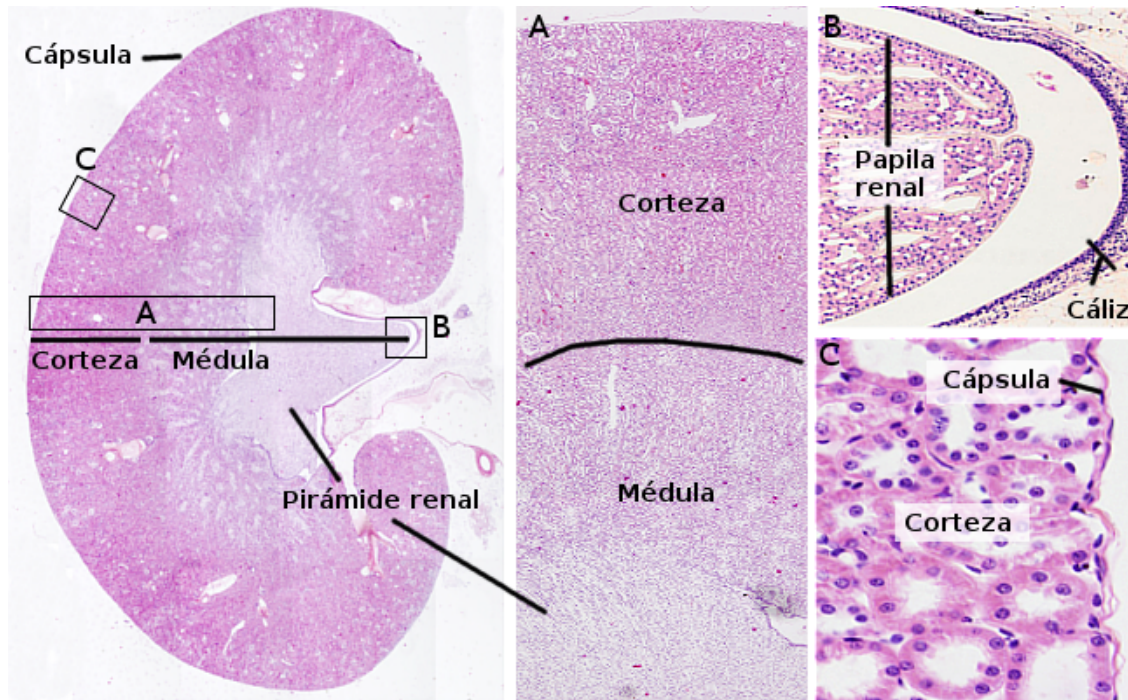 Cápsula
C
A
B
Corteza
Médula
Pirámide renal
A
Corteza
Médula
B
Papila
renal
Cáliz
C
Cápsula
Corteza